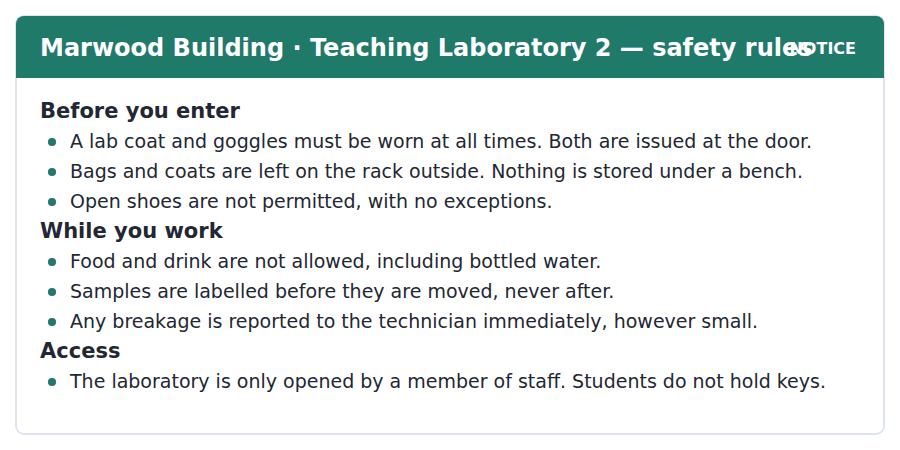 Marwood Building · Teaching Laboratory 2 — safety rules
NOTICE
Before you enter
A lab coat and goggles must be worn at all times. Both are issued at the door.
Bags and coats are left on the rack outside. Nothing is stored under a bench.
Open shoes are not permitted, with no exceptions.
While you work
Food and drink are not allowed, including bottled water.
Samples are labelled before they are moved, never after.
Any breakage is reported to the technician immediately, however small.
Access
The laboratory is only opened by a member of staff. Students do not hold keys.